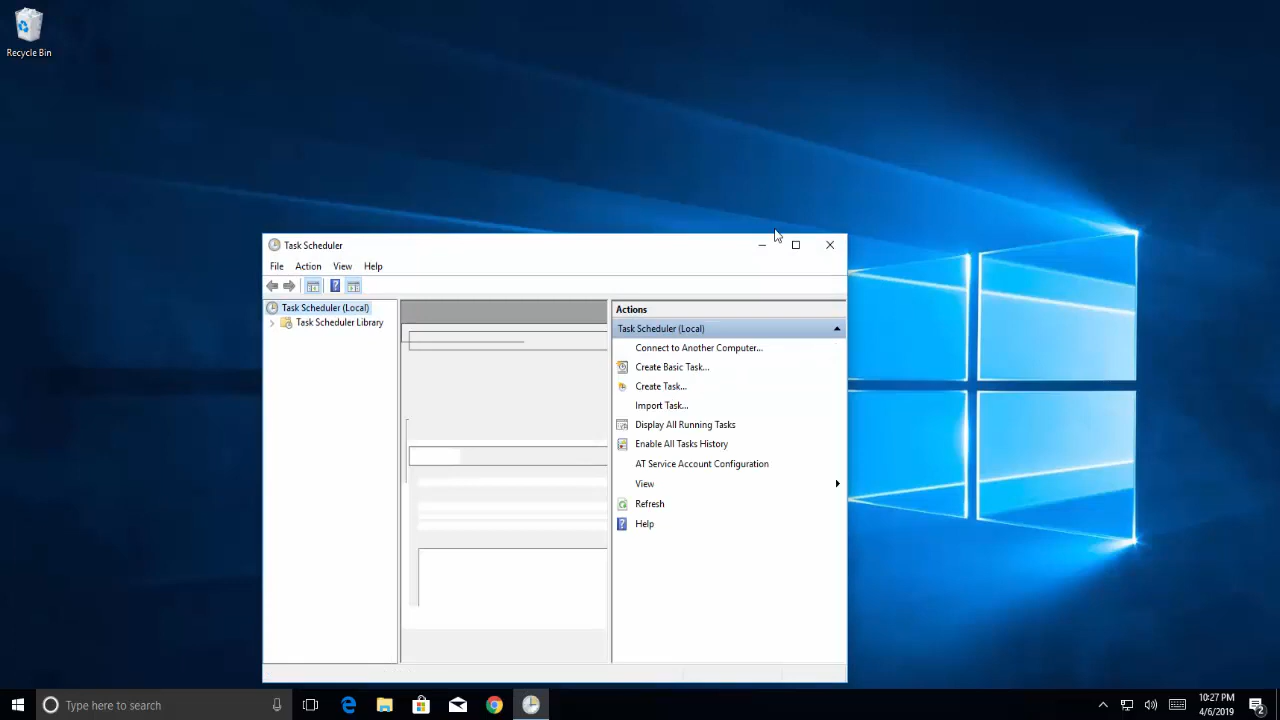 Recycle Bin
Task Scheduler
File Action View Help
Task Scheduler (Local)
Task Scheduler Library
Actions
Task Scheduler (Local)
Connect to Another Computer...
Create Basic Task...
Create Task...
Import Task...
Display All Running Tasks
Enable All Tasks History
AT Service Account Configuration
View
Refresh
Help
Type here to search
10:27 PM
4/6/2019
2